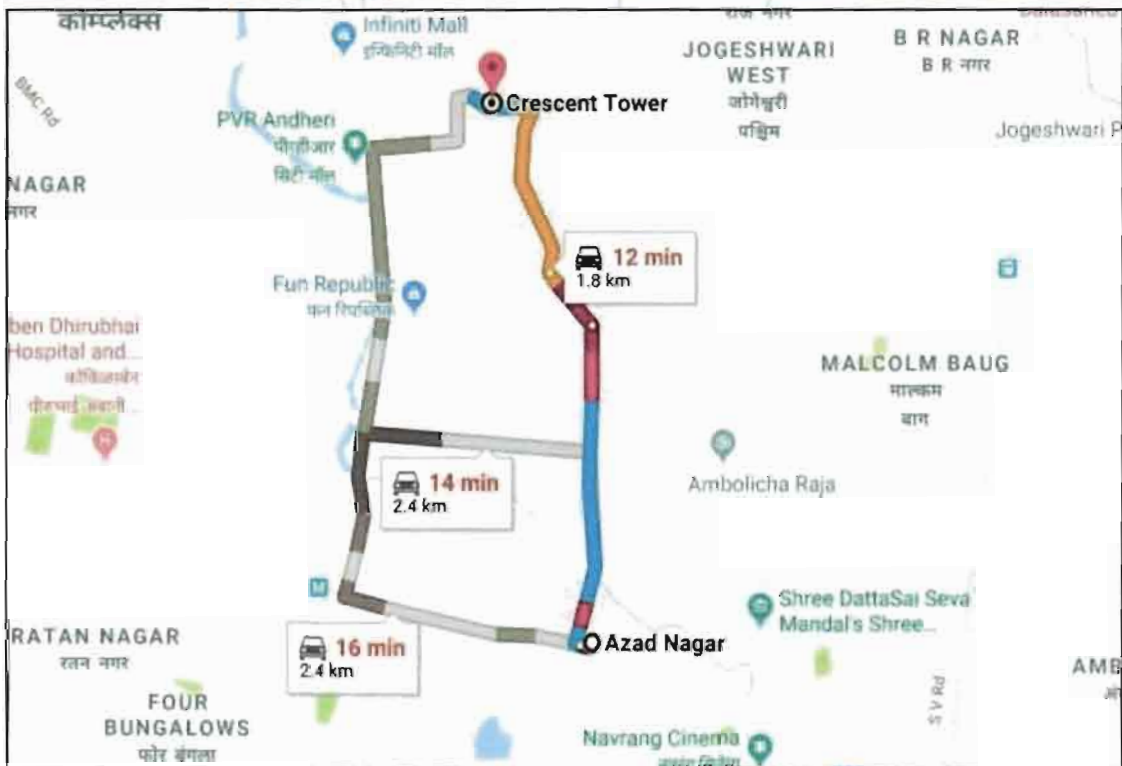 कॉम्प्लेक्स
Infiniti Mall
इन्फिनिटी मॉल
राज नगर
JOGESHWARI
WEST
जोगेश्वरी
पश्चिम
B R NAGAR
B R नगर
BMC Rd
Crescent Tower
PVR Andheri
पीव्हीआर
सिटी मॉल
Jogeshwari P
NAGAR
नगर
12 min
1.8 km
Fun Republic
फन रिपब्लिक
ben Dhirubhai
Hospital and...
कोकिलाबेन
MALCOLM BAUG
माल्कम
बाग
H
14 min
2.4 km
Ambolicha Raja
M
Shree DattaSai Seva
Mandal's Shree...
RATAN NAGAR
रतन नगर
16 min
2.4 km
Azad Nagar
AMB
FOUR
BUNGALOWS
फोर बंगला
S V Rd
Navrang Cinema